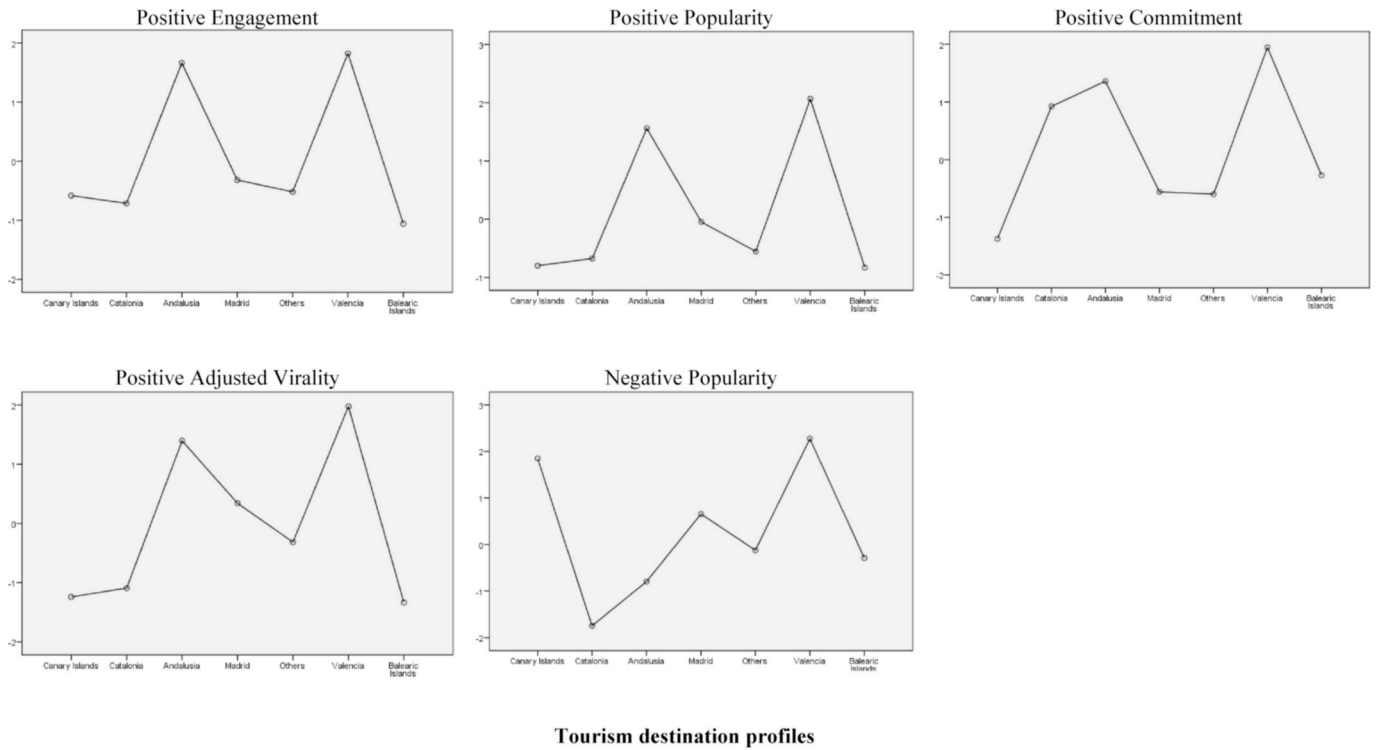 Positive Engagement
2
1
0
-1
-2
Canary Islands
Catalonia
Andalusia
Madrid
Others
Valencia
Balearic
Islands
Positive Popularity
3
2
1
0
-1
Canary Islands
Catalonia
Andalusia
Madrid
Others
Valencia
Balearic
Islands
Positive Commitment
2
1
0
-1
-2
Canary Islands
Catalonia
Andalusia
Madrid
Others
Valencia
Balearic
Islands
Positive Adjusted Virality
2
1
0
-1
-2
Canary Islands
Catalonia
Andalusia
Madrid
Others
Valencia
Balearic
Islands
Negative Popularity
3
2
1
0
-1
-2
Canary Islands
Catalonia
Andalusia
Madrid
Others
Valencia
Balearic
Islands
Tourism destination profiles